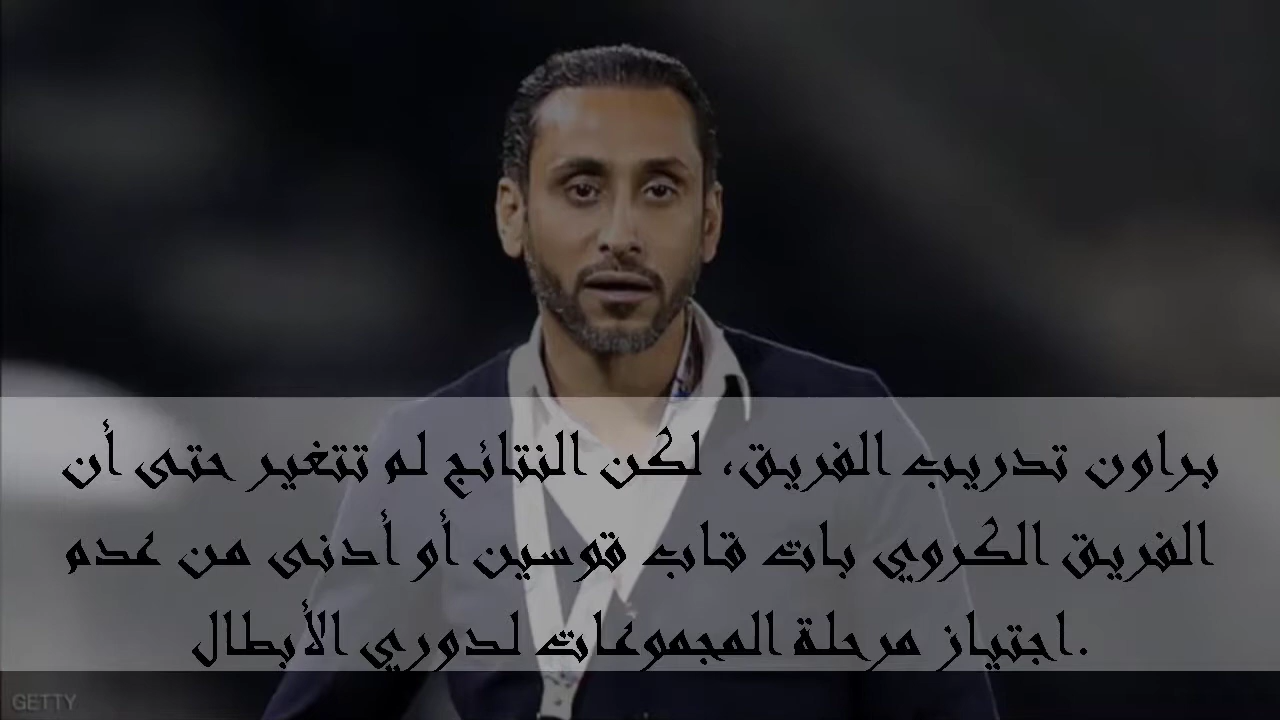 براون تدريب الفريق، لكن النتائج لم تتغير حتى أن
الفريق الكروي بات قاب قوسين أو أدنى من عدم
اجتياز مرحلة المجموعات لدوري الأبطال.
GETTY